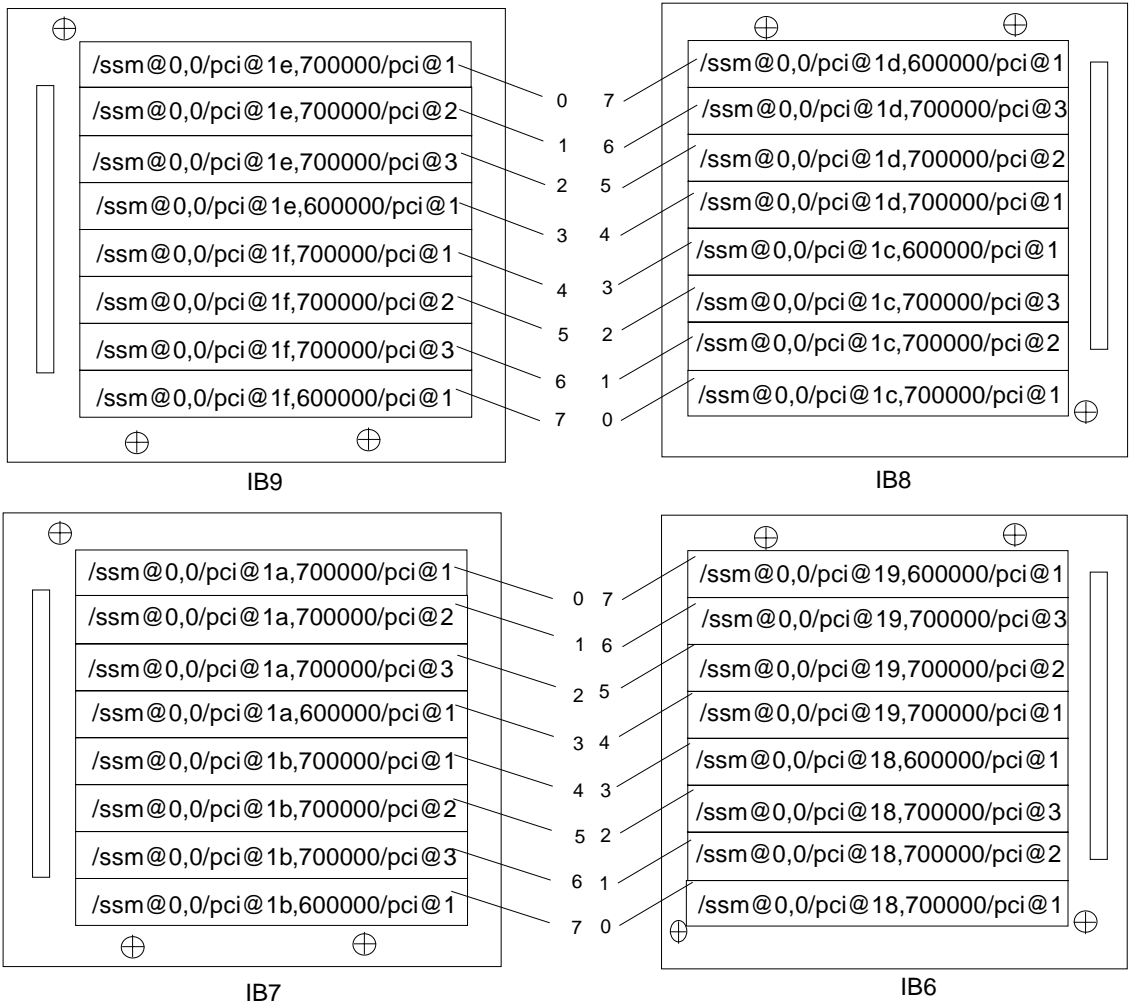 /ssm@0,0/pci@1e,700000/pci@1
/ssm@0,0/pci@1e,700000/pci@2
/ssm@0,0/pci@1e,700000/pci@3
/ssm@0,0/pci@1e,600000/pci@1
/ssm@0,0/pci@1f,700000/pci@1
/ssm@0,0/pci@1f,700000/pci@2
/ssm@0,0/pci@1f,700000/pci@3
/ssm@0,0/pci@1f,600000/pci@1
0 7
1 6
2 5
3 4
4 3
5 2
6 1
7 0
/ssm@0,0/pci@1d,600000/pci@1
/ssm@0,0/pci@1d,700000/pci@3
/ssm@0,0/pci@1d,700000/pci@2
/ssm@0,0/pci@1d,700000/pci@1
/ssm@0,0/pci@1c,600000/pci@1
/ssm@0,0/pci@1c,700000/pci@3
/ssm@0,0/pci@1c,700000/pci@2
/ssm@0,0/pci@1c,700000/pci@1
IB9
IB8
/ssm@0,0/pci@1a,700000/pci@1
/ssm@0,0/pci@1a,700000/pci@2
/ssm@0,0/pci@1a,700000/pci@3
/ssm@0,0/pci@1a,600000/pci@1
/ssm@0,0/pci@1b,700000/pci@1
/ssm@0,0/pci@1b,700000/pci@2
/ssm@0,0/pci@1b,700000/pci@3
/ssm@0,0/pci@1b,600000/pci@1
0 7
1 6
2 5
3 4
4 3
5 2
6 1
7 0
/ssm@0,0/pci@19,600000/pci@1
/ssm@0,0/pci@19,700000/pci@3
/ssm@0,0/pci@19,700000/pci@2
/ssm@0,0/pci@19,700000/pci@1
/ssm@0,0/pci@18,600000/pci@1
/ssm@0,0/pci@18,700000/pci@3
/ssm@0,0/pci@18,700000/pci@2
/ssm@0,0/pci@18,700000/pci@1
IB7
IB6